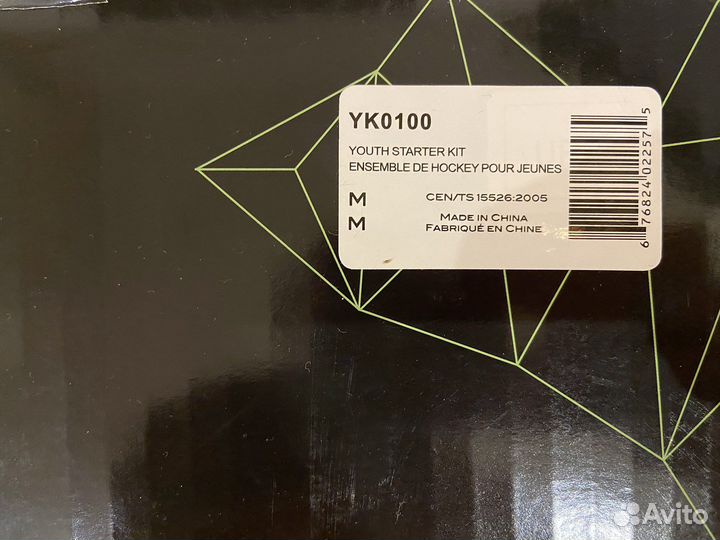 YK0100
YOUTH STARTER KIT
ENSEMBLE DE HOCKEY POUR JEUNES
M
M
CEN/TS 15526:2005
MADE IN CHINA
FABRIQUÉ EN CHINE
6 76824 02257 5
Avito